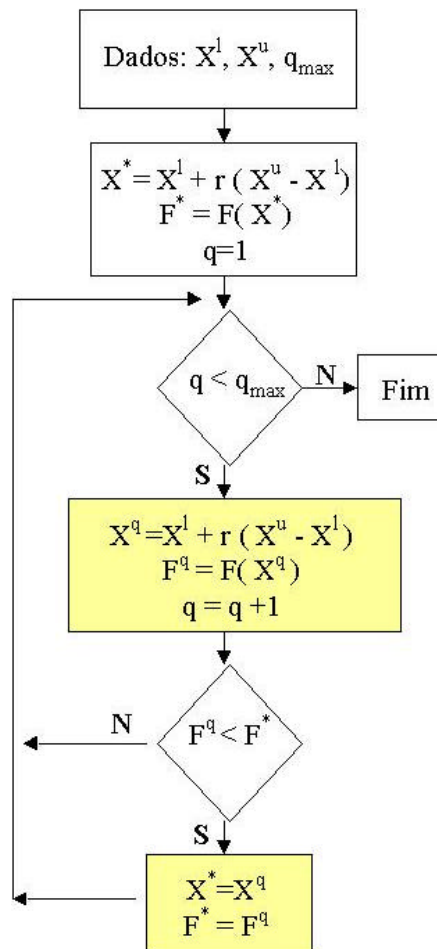 Dados: X^l, X^u, q_max
X^* = X^l + r ( X^u - X^l)
F^* = F( X^*)
q=1
q < q_max
N
Fim
S
X^q =X^l + r ( X^u - X^l)
F^q = F( X^q)
q = q +1
N
F^q < F^*
S
X^*=X^q
F^* = F^q